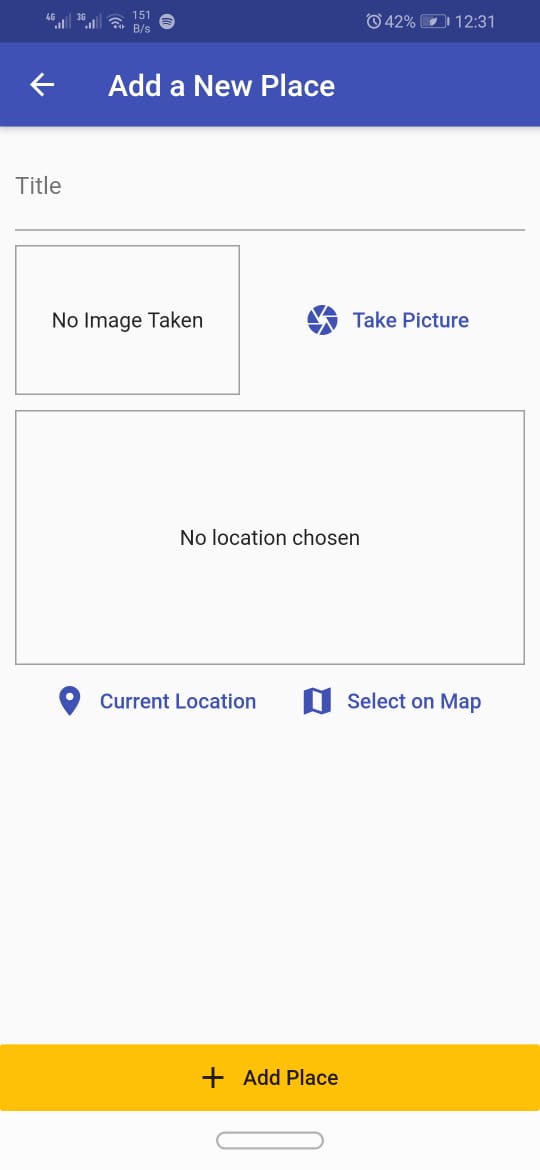 4G 3G 151 B/s 42% 12:31
Add a New Place
Title
No Image Taken
Take Picture
No location chosen
Current Location Select on Map
Add Place